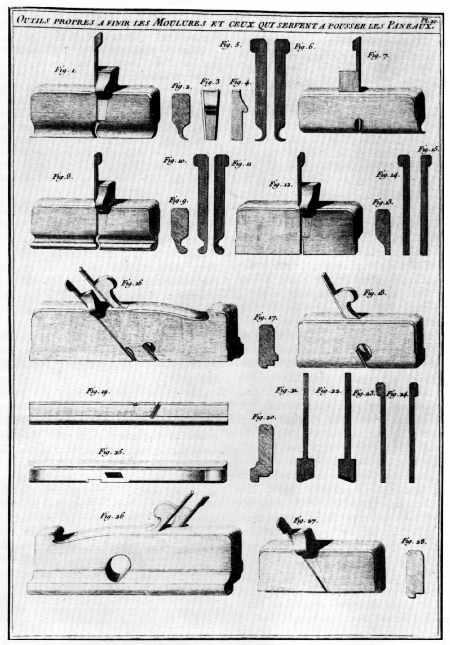 OUTILS PROPRES A FINIR LES MOULURES ET CEUX QUI SERVENT A POUSSER LES PANEAUX.
Fig. 1.
Fig. 2.
Fig. 3
Fig. 4.
Fig. 5.
Fig. 6.
Fig. 7.
Fig. 8.
Fig. 9.
Fig. 10.
Fig. 11
Fig. 12.
Fig. 13.
Fig. 14.
Fig. 15.
Fig. 16
Fig. 17.
Fig. 18.
Fig. 19.
Fig. 20.
Fig. 21
Fig. 22.
Fig. 23.
Fig. 24.
Fig. 25.
Fig. 26
Fig. 27.
Fig. 28.